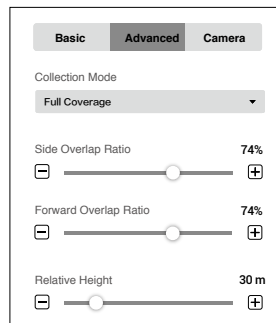 Basic Advanced Camera
Collection Mode
Full Coverage
Side Overlap Ratio 74%
Forward Overlap Ratio 74%
Relative Height 30 m